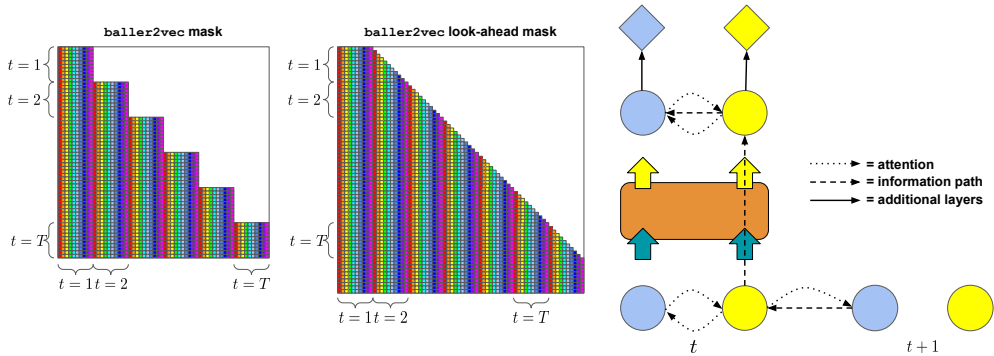 baller2vec mask
t = 1
t = 2
t = T
t = 1 t = 2
t = T
baller2vec look-ahead mask
t = 1
t = 2
t = T
t = 1 t = 2
t = T
= attention
= information path
= additional layers
t
t + 1